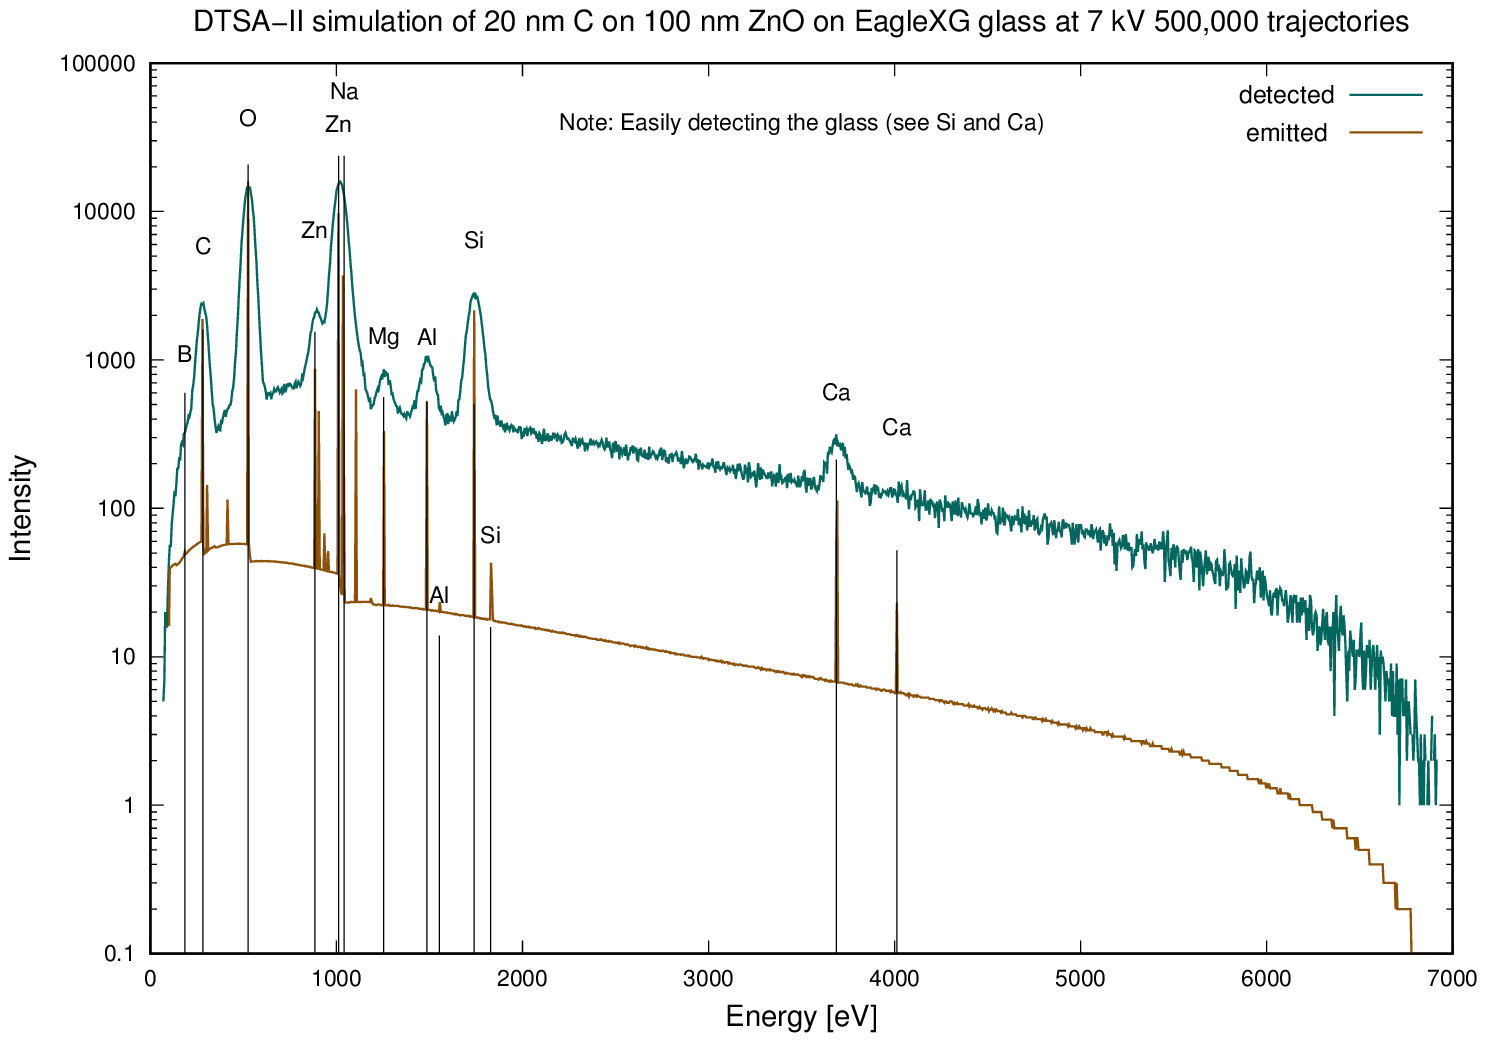 DTSA−II simulation of 20 nm C on 100 nm ZnO on EagleXG glass at 7 kV 500,000 trajectories
100000
10000
1000
100
10
1
0.1
Intensity
Note: Easily detecting the glass (see Si and Ca)
detected
emitted
Na
Zn
O
Zn
C
B
Mg
Al
Si
Si
Al
Ca
Ca
0
1000
2000
3000
4000
5000
6000
7000
Energy [eV]